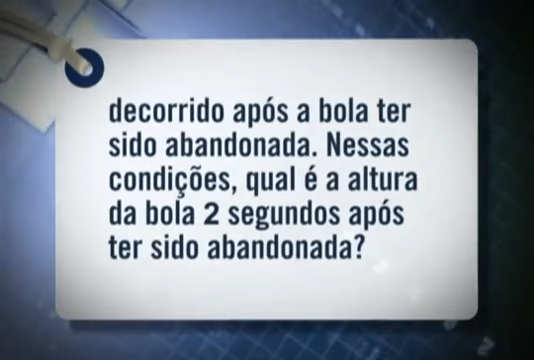 decorrido após a bola ter
sido abandonada. Nessas
condições, qual é a altura
da bola 2 segundos após
ter sido abandonada?